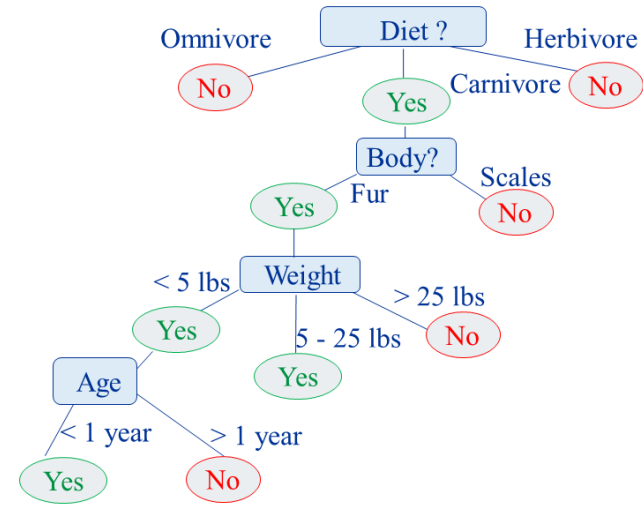 Diet ?
Omnivore
Herbivore
No
Carnivore
No
Yes
Body?
Fur
Scales
Yes
No
Weight
< 5 lbs
> 25 lbs
Yes
5 - 25 lbs
No
Yes
Age
< 1 year
> 1 year
Yes
No